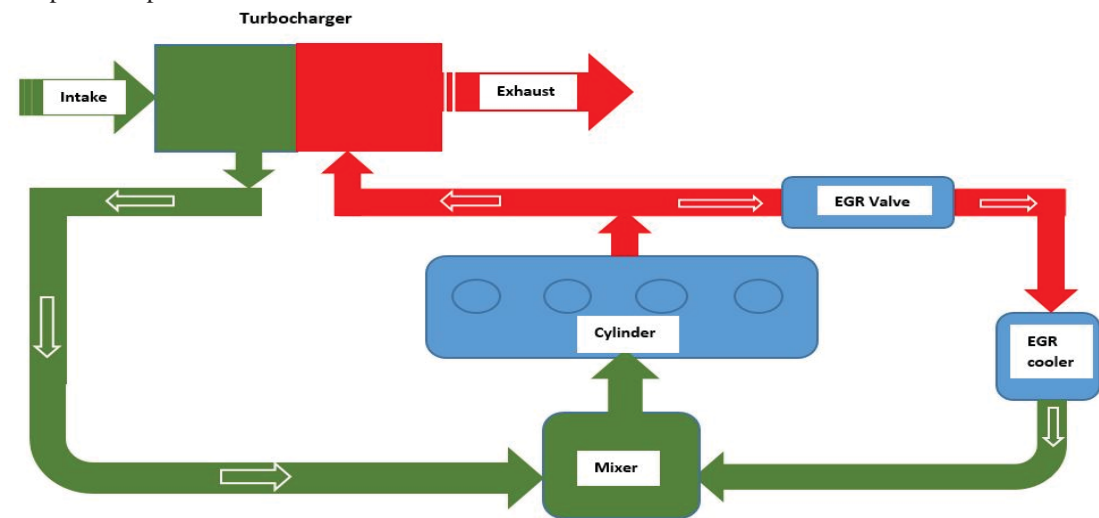 Turbocharger
Intake
Exhaust
EGR Valve
Cylinder
EGR
cooler
Mixer